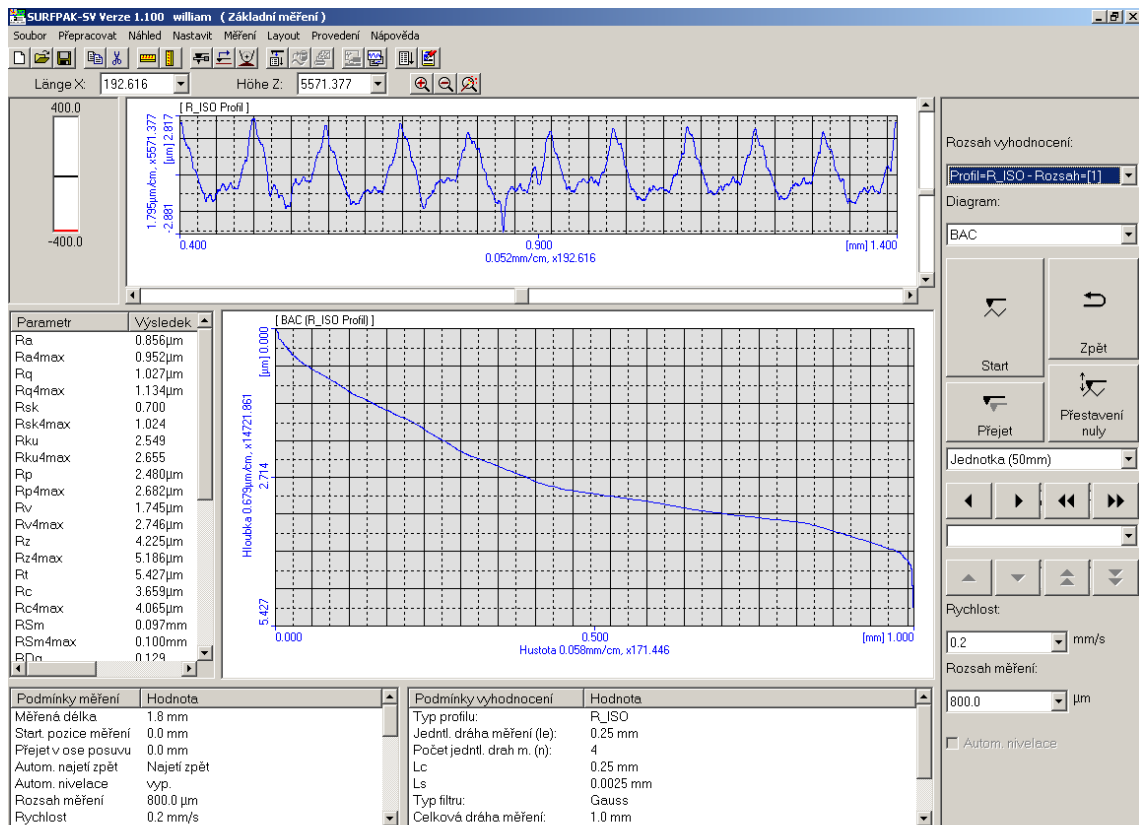 SURFPAK-SV Verze 1.100 william ( Základní měření )
Soubor Přepracovat Náhled Nastavit Měření Layout Provedení Nápověda
Länge X: 192.616 Höhe Z: 5571.377
400.0
-400.0
[ R_ISO Profil ]
1.795µm/cm, x5571.377
-2.881 [µm] 2.817
0.400 0.900 [mm] 1.400
0.052mm/cm, x192.616
Rozsah vyhodnocení:
Profil=R_ISO - Rozsah=[1]
Diagram:
BAC
Start
Zpět
Přejet
Přestavení nuly
Jednotka (50mm)
Rychlost:
0.2 mm/s
Rozsah měření:
800.0 µm
Autom. nivelace
Parametr Výsledek
Ra 0.856µm
Ra4max 0.952µm
Rq 1.027µm
Rq4max 1.134µm
Rsk 0.700
Rsk4max 1.024
Rku 2.549
Rku4max 2.655
Rp 2.480µm
Rp4max 2.682µm
Rv 1.745µm
Rv4max 2.746µm
Rz 4.225µm
Rz4max 5.186µm
Rt 5.427µm
Rc 3.659µm
Rc4max 4.065µm
RSm 0.097mm
RSm4max 0.100mm
RDq 0.129
[ BAC (R_ISO Profil) ]
Hloubka 0.679µm/cm, x14721.861
5.427 2.714 [µm] 0.000
0.000 0.500 [mm] 1.000
Hustota 0.058mm/cm, x171.446
Podmínky měření Hodnota
Měřená délka 1.8 mm
Start. pozice měření 0.0 mm
Přejet v ose posuvu 0.0 mm
Autom. najetí zpět Najetí zpět
Autom. nivelace vyp.
Rozsah měření 800.0 µm
Rychlost 0.2 mm/s
Podmínky vyhodnocení Hodnota
Typ profilu: R_ISO
Jedntl. dráha měření (le): 0.25 mm
Počet jedntl. drah m. (n): 4
Lc 0.25 mm
Ls 0.0025 mm
Typ filtru: Gauss
Celková dráha měření: 1.0 mm